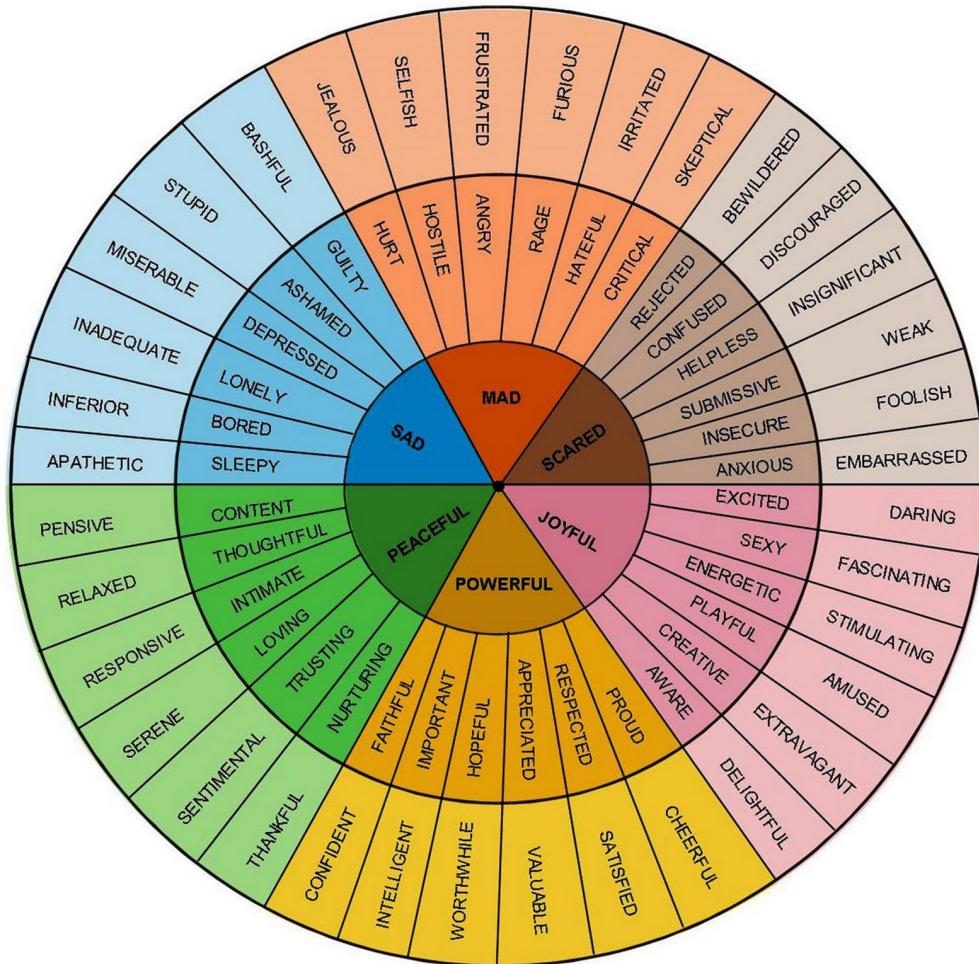 MAD
SCARED
JOYFUL
POWERFUL
PEACEFUL
SAD
HURT
HOSTILE
ANGRY
RAGE
HATEFUL
CRITICAL
REJECTED
CONFUSED
HELPLESS
SUBMISSIVE
INSECURE
ANXIOUS
EXCITED
SEXY
ENERGETIC
PLAYFUL
CREATIVE
AWARE
PROUD
RESPECTED
APPRECIATED
HOPEFUL
IMPORTANT
FAITHFUL
NURTURING
TRUSTING
LOVING
INTIMATE
THOUGHTFUL
CONTENT
SLEEPY
BORED
LONELY
DEPRESSED
ASHAMED
GUILTY
JEALOUS
SELFISH
FRUSTRATED
FURIOUS
IRRITATED
SKEPTICAL
BEWILDERED
DISCOURAGED
INSIGNIFICANT
WEAK
FOOLISH
EMBARRASSED
DARING
FASCINATING
STIMULATING
AMUSED
EXTRAVAGANT
DELIGHTFUL
CHEERFUL
SATISFIED
VALUABLE
WORTHWHILE
INTELLIGENT
CONFIDENT
THANKFUL
SENTIMENTAL
SERENE
RESPONSIVE
RELAXED
PENSIVE
APATHETIC
INFERIOR
INADEQUATE
MISERABLE
STUPID
BASHFUL